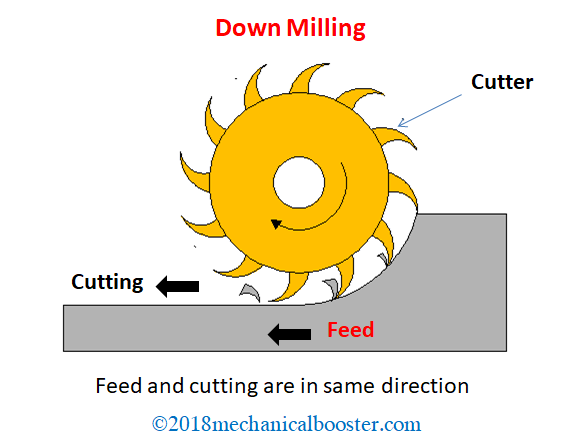 Down Milling
Cutter
Cutting
Feed
Feed and cutting are in same direction
©2018mechanicalbooster.com